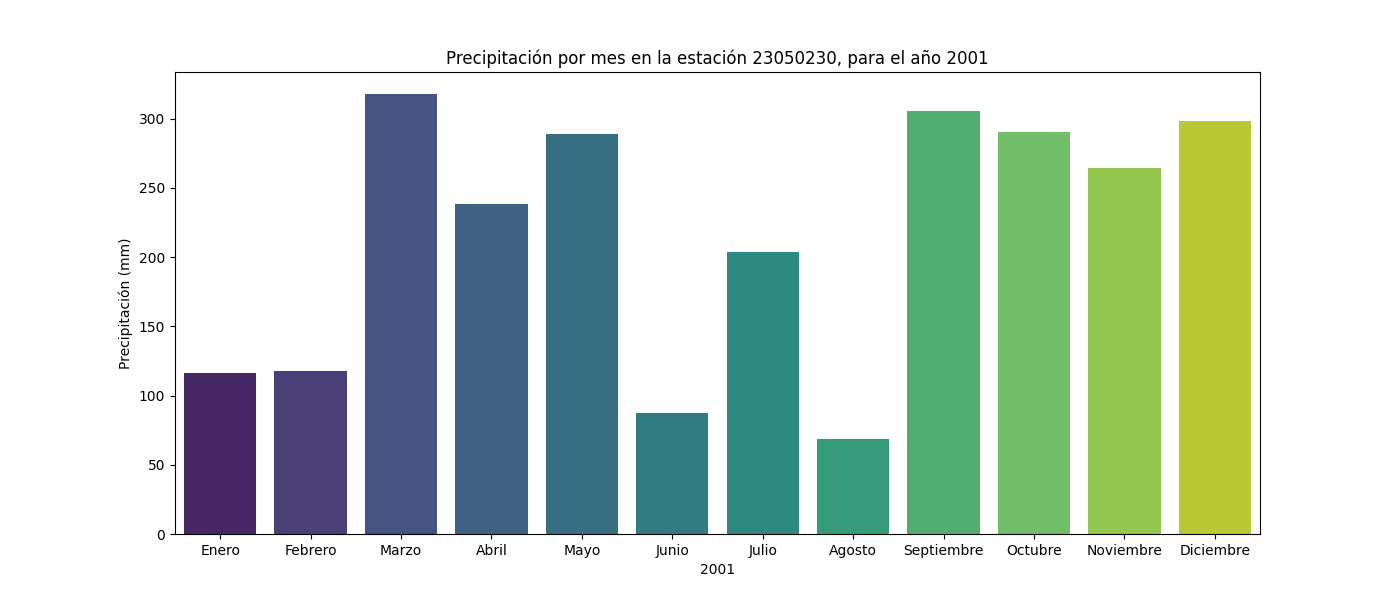 Precipitación por mes en la estación 23050230, para el año 2001
Precipitación (mm)
300
250
200
150
100
50
0
Enero Febrero Marzo Abril Mayo Junio Julio Agosto Septiembre Octubre Noviembre Diciembre
2001